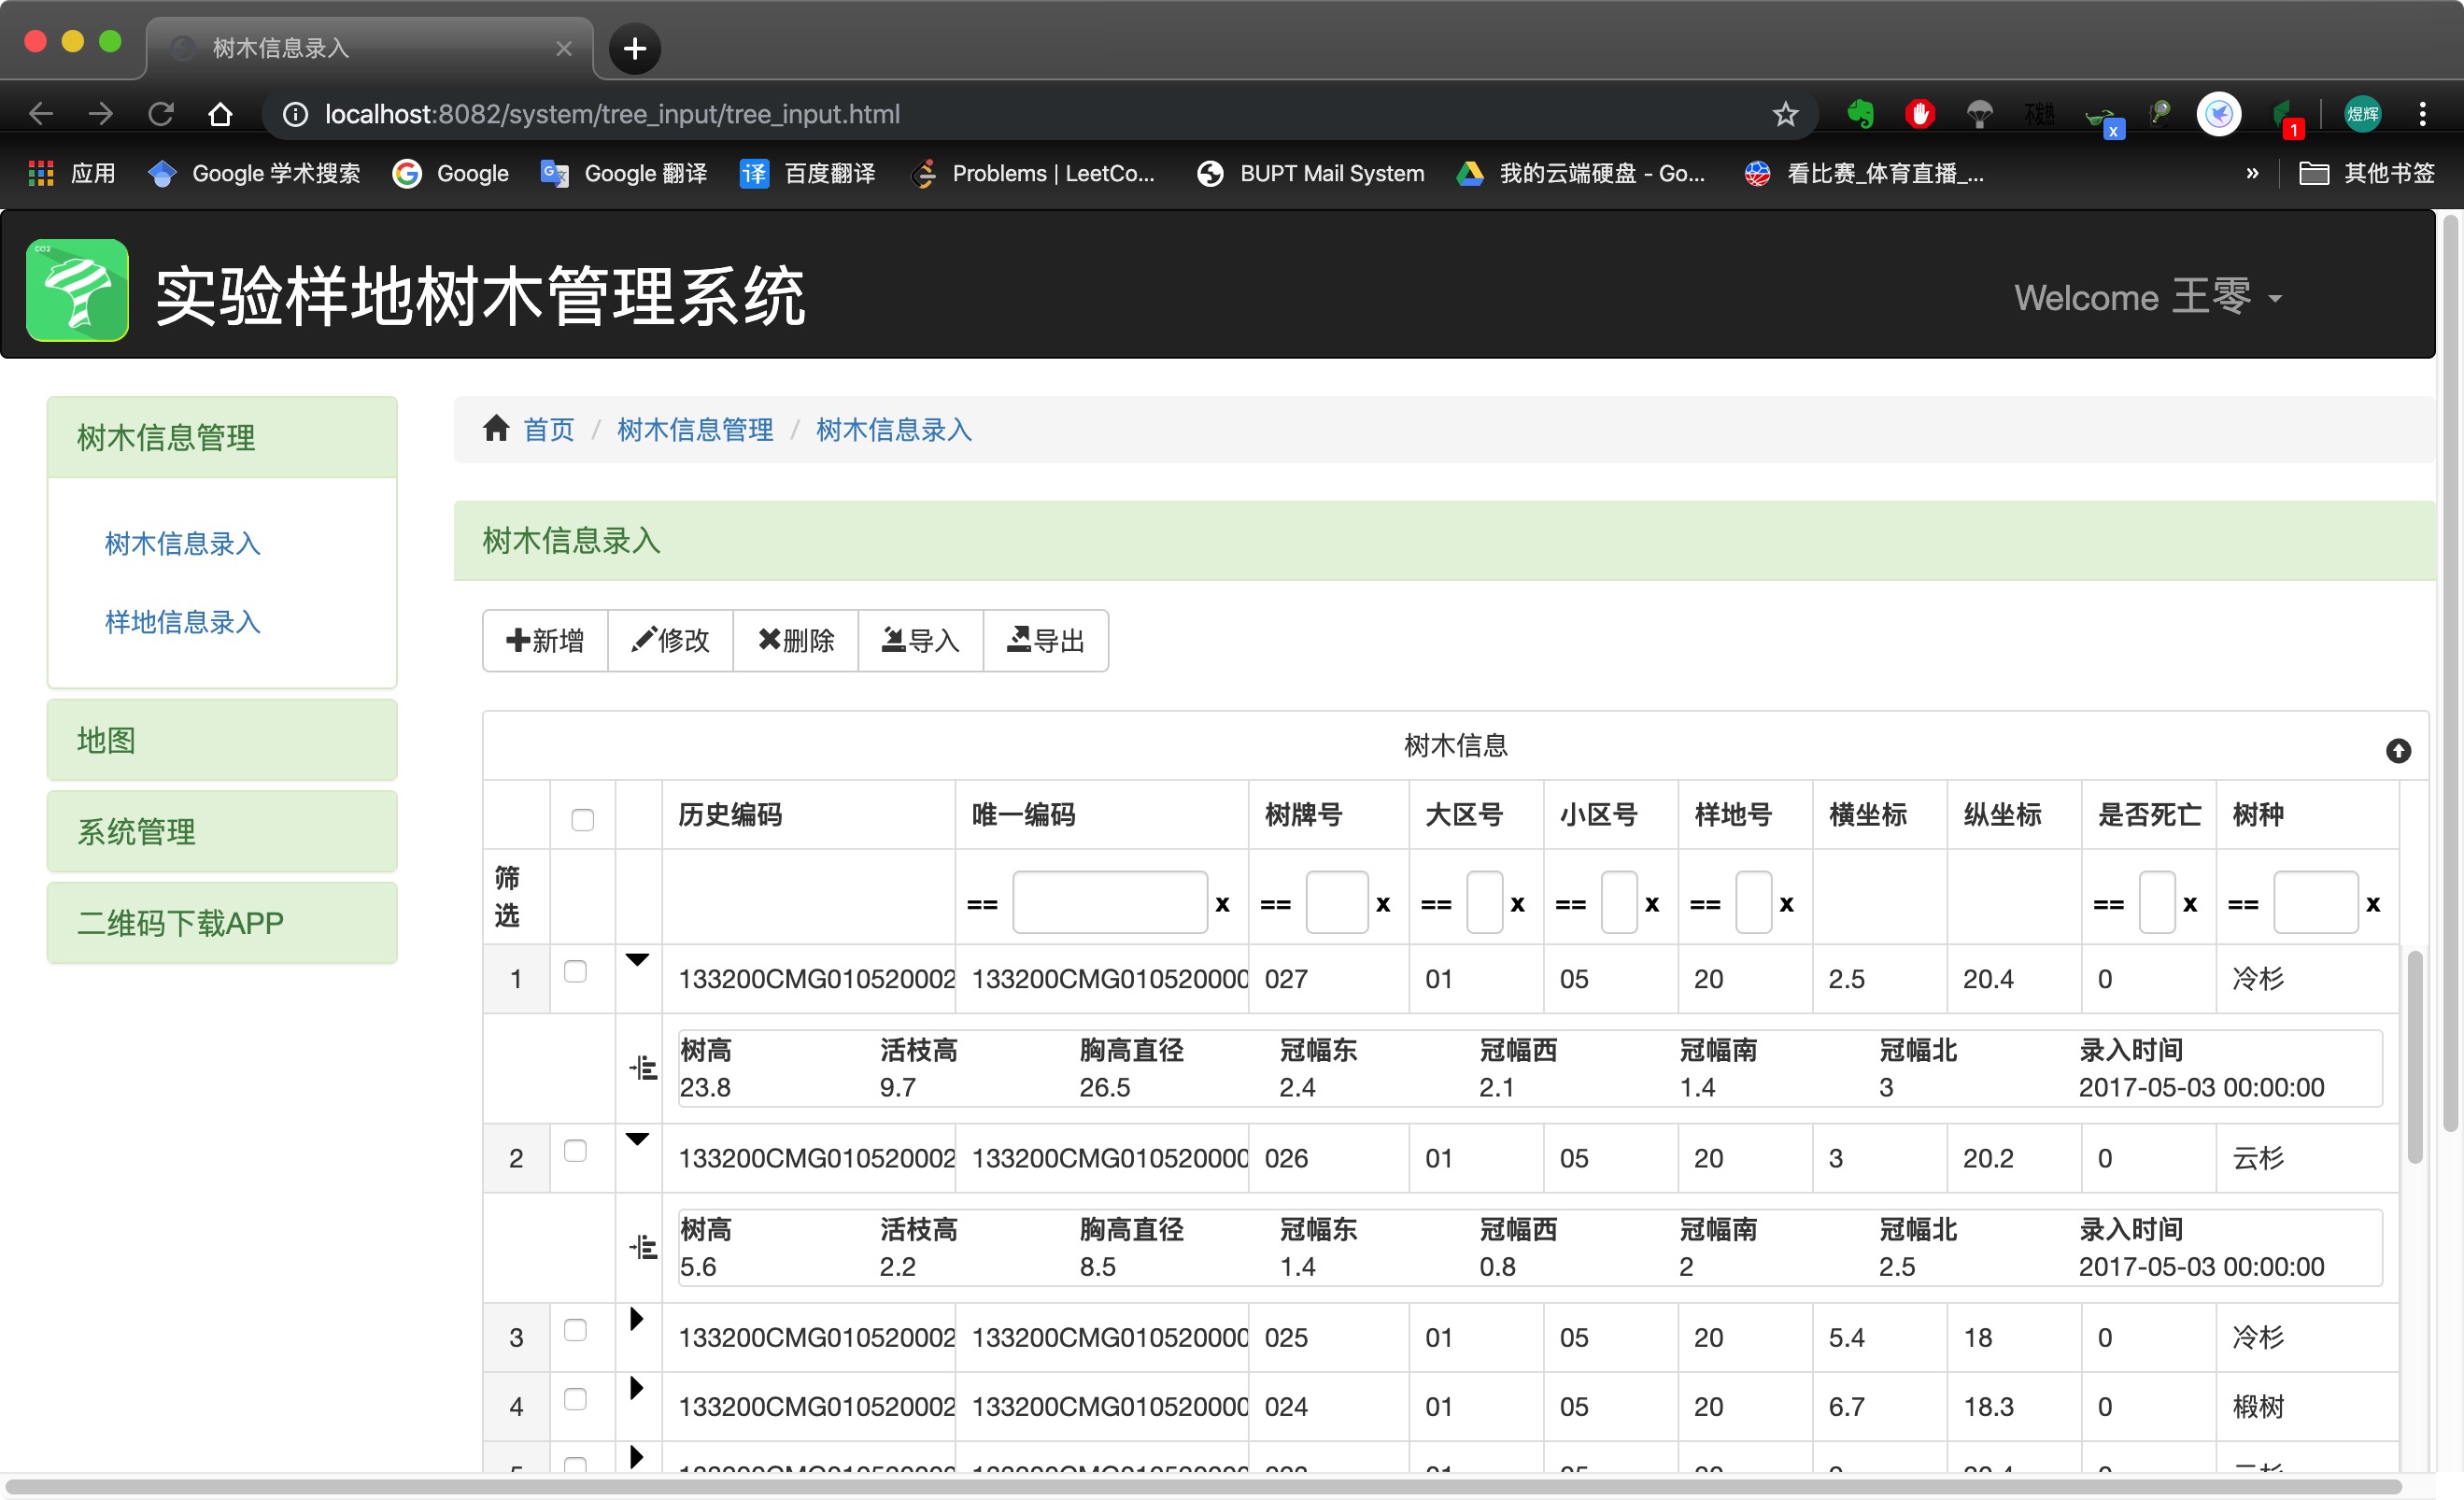 树木信息录入
localhost:8082/system/tree_input/tree_input.html
不发热
x
1
煜辉
应用
Google 学术搜索
Google
Google 翻译
译 百度翻译
Problems | LeetCo...
BUPT Mail System
我的云端硬盘 - Go...
看比赛_体育直播_...
»
其他书签
CO2
实验样地树木管理系统
Welcome 王零
树木信息管理
树木信息录入
样地信息录入
地图
系统管理
二维码下载APP
首页 / 树木信息管理 / 树木信息录入
树木信息录入
新增 修改 删除 导入 导出
树木信息
历史编码 唯一编码 树牌号 大区号 小区号 样地号 横坐标 纵坐标 是否死亡 树种
筛选 == x == x == x == x == x == x == x
1 133200CMG010520002 133200CMG010520000 027 01 05 20 2.5 20.4 0 冷杉
树高 活枝高 胸高直径 冠幅东 冠幅西 冠幅南 冠幅北 录入时间
23.8 9.7 26.5 2.4 2.1 1.4 3 2017-05-03 00:00:00
2 133200CMG010520002 133200CMG010520000 026 01 05 20 3 20.2 0 云杉
树高 活枝高 胸高直径 冠幅东 冠幅西 冠幅南 冠幅北 录入时间
5.6 2.2 8.5 1.4 0.8 2 2.5 2017-05-03 00:00:00
3 133200CMG010520002 133200CMG010520000 025 01 05 20 5.4 18 0 冷杉
4 133200CMG010520002 133200CMG010520000 024 01 05 20 6.7 18.3 0 椴树